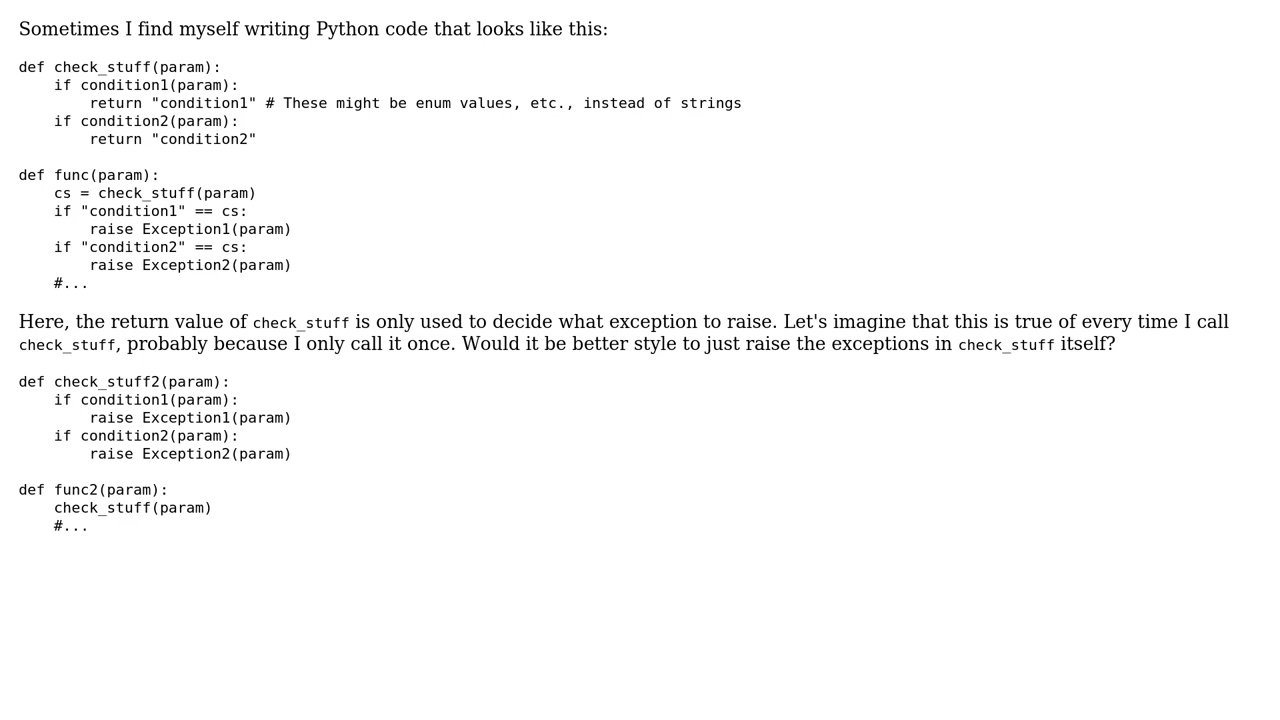 Sometimes I find myself writing Python code that looks like this:
def check_stuff(param):
    if condition1(param):
        return "condition1" # These might be enum values, etc., instead of strings
    if condition2(param):
        return "condition2"
def func(param):
    cs = check_stuff(param)
    if "condition1" == cs:
        raise Exception1(param)
    if "condition2" == cs:
        raise Exception2(param)
    #...
Here, the return value of check_stuff is only used to decide what exception to raise. Let's imagine that this is true of every time I call
check_stuff, probably because I only call it once. Would it be better style to just raise the exceptions in check_stuff itself?
def check_stuff2(param):
    if condition1(param):
        raise Exception1(param)
    if condition2(param):
        raise Exception2(param)
def func2(param):
    check_stuff(param)
    #...